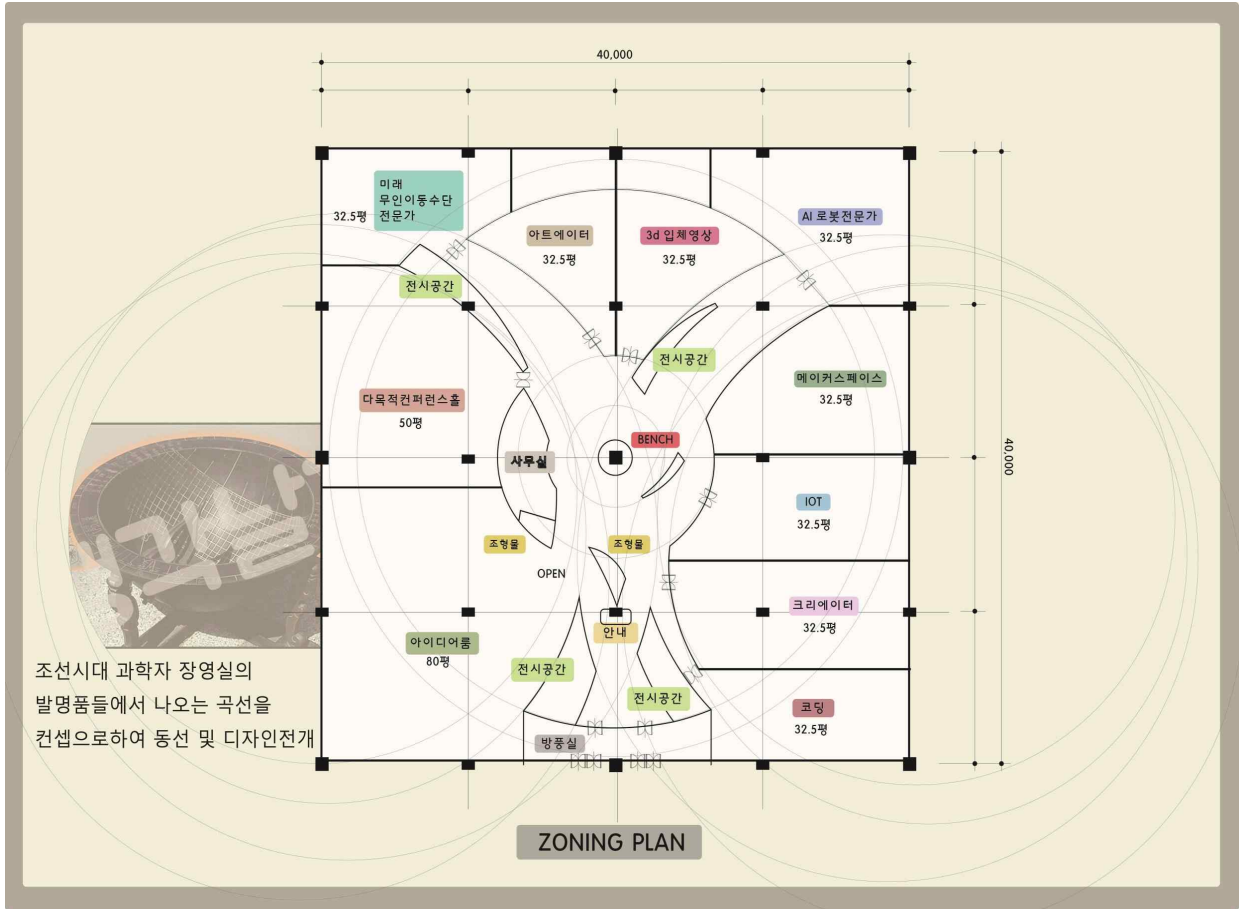 40,000
미래
무인이동수단
전문가
32.5평
아트에이터
32.5평
3d 입체영상
32.5평
AI 로봇전문가
32.5평
전시공간
전시공간
메이커스페이스
32.5평
다목적컨퍼런스홀
50평
BENCH
사무실
40,000
IOT
32.5평
조형물
조형물
OPEN
크리에이터
32.5평
안내
아이디어룸
80평
전시공간
전시공간
코딩
32.5평
방풍실
조선시대 과학자 장영실의
발명품들에서 나오는 곡선을
컨셉으로하여 동선 및 디자인전개
ZONING PLAN